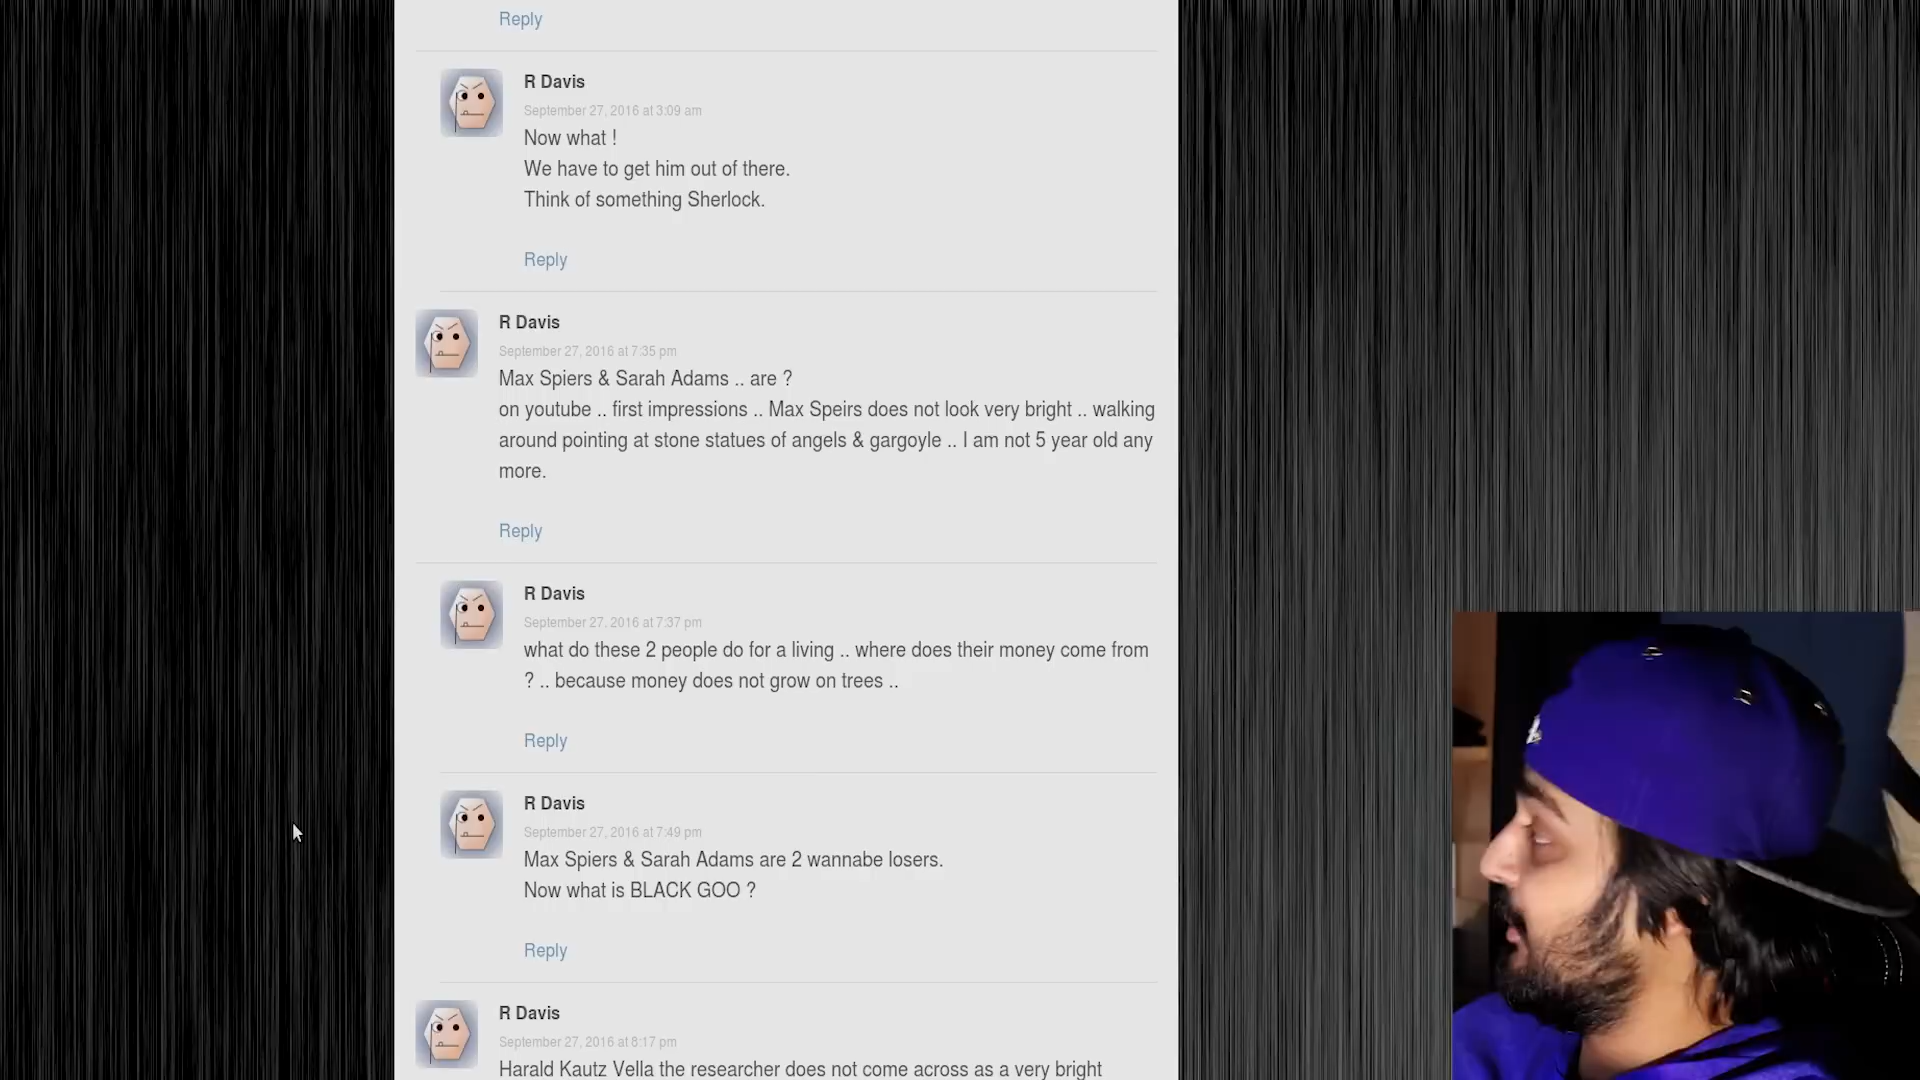 Reply
R Davis
September 27, 2016 at 3:09 am
Now what !
We have to get him out of there.
Think of something Sherlock.
Reply
R Davis
September 27, 2016 at 7:35 pm
Max Spiers & Sarah Adams .. are ?
on youtube .. first impressions .. Max Speirs does not look very bright .. walking
around pointing at stone statues of angels & gargoyle .. I am not 5 year old any
more.
Reply
R Davis
September 27, 2016 at 7:37 pm
what do these 2 people do for a living .. where does their money come from
? .. because money does not grow on trees ..
Reply
R Davis
September 27, 2016 at 7:49 pm
Max Spiers & Sarah Adams are 2 wannabe losers.
Now what is BLACK GOO ?
Reply
R Davis
September 27, 2016 at 8:17 pm
Harald Kautz Vella the researcher does not come across as a very bright